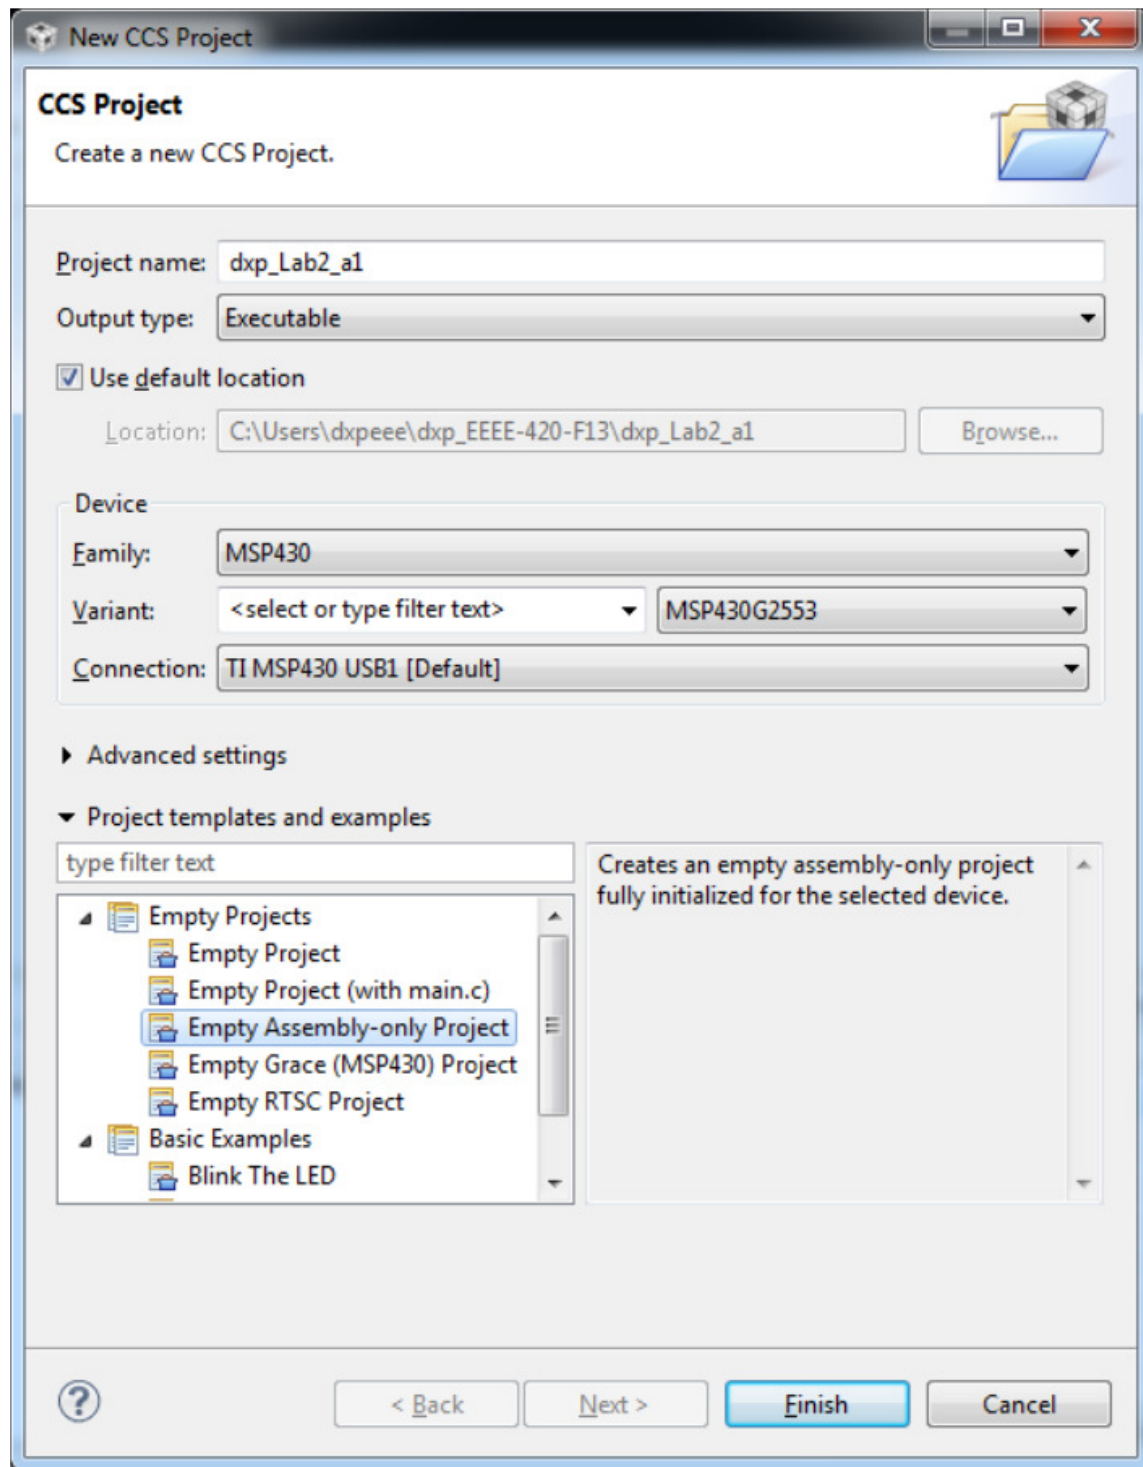 New CCS Project
CCS Project
Create a new CCS Project.
Project name: dxp_Lab2_a1
Output type: Executable
Use default location
Location: C:\Users\dxpeee\dxp_EEEE-420-F13\dxp_Lab2_a1 Browse...
Device
Family: MSP430
Variant: <select or type filter text> MSP430G2553
Connection: TI MSP430 USB1 [Default]
Advanced settings
Project templates and examples
type filter text
Empty Projects
Empty Project
Empty Project (with main.c)
Empty Assembly-only Project
Empty Grace (MSP430) Project
Empty RTSC Project
Basic Examples
Blink The LED
Creates an empty assembly-only project
fully initialized for the selected device.
? < Back Next > Finish Cancel